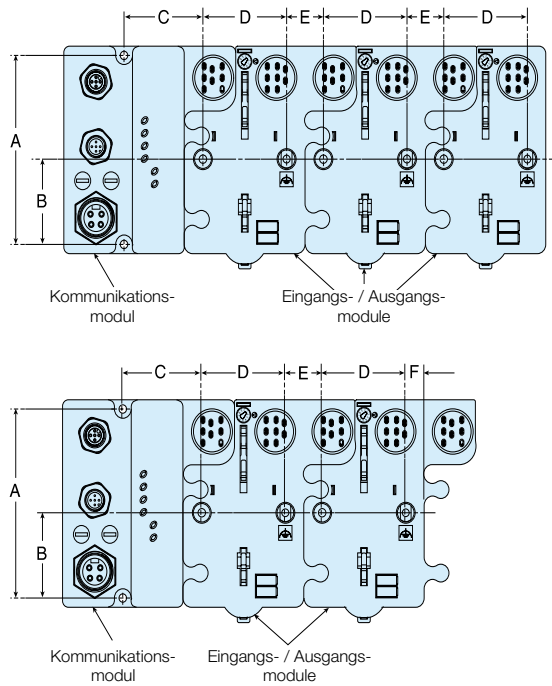 C D E D E D
A
B
Kommunikations-
modul
Eingangs- / Ausgangs-
module
C D E D F
A
B
Kommunikations-
modul
Eingangs- / Ausgangs-
module